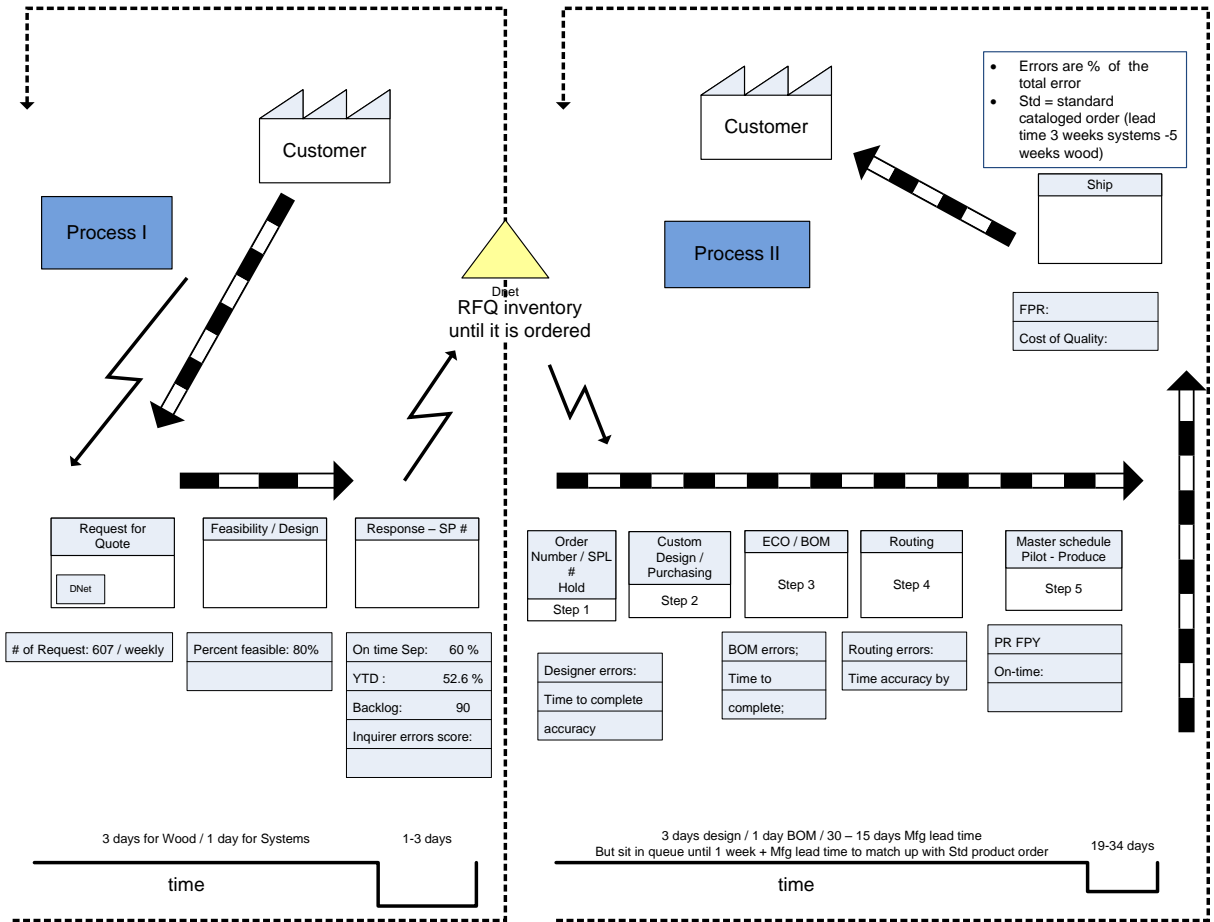 Customer
Process I
Dnet
RFQ inventory
until it is ordered
Request for
Quote
DNet
Feasibility / Design
Response – SP #
# of Request: 607 / weekly
Percent feasible: 80%
On time Sep: 60 %
YTD : 52.6 %
Backlog: 90
Inquirer errors score:
3 days for Wood / 1 day for Systems
1-3 days
time
Customer
Process II
• Errors are % of the
total error
• Std = standard
cataloged order (lead
time 3 weeks systems -5
weeks wood)
Ship
FPR:
Cost of Quality:
Order
Number / SPL
#
Hold
Step 1
Custom
Design /
Purchasing
Step 2
ECO / BOM
Step 3
Routing
Step 4
Master schedule
Pilot - Produce
Step 5
Designer errors:
Time to complete
accuracy
BOM errors;
Time to
complete;
Routing errors:
Time accuracy by
PR FPY
On-time:
3 days design / 1 day BOM / 30 – 15 days Mfg lead time
But sit in queue until 1 week + Mfg lead time to match up with Std product order
19-34 days
time